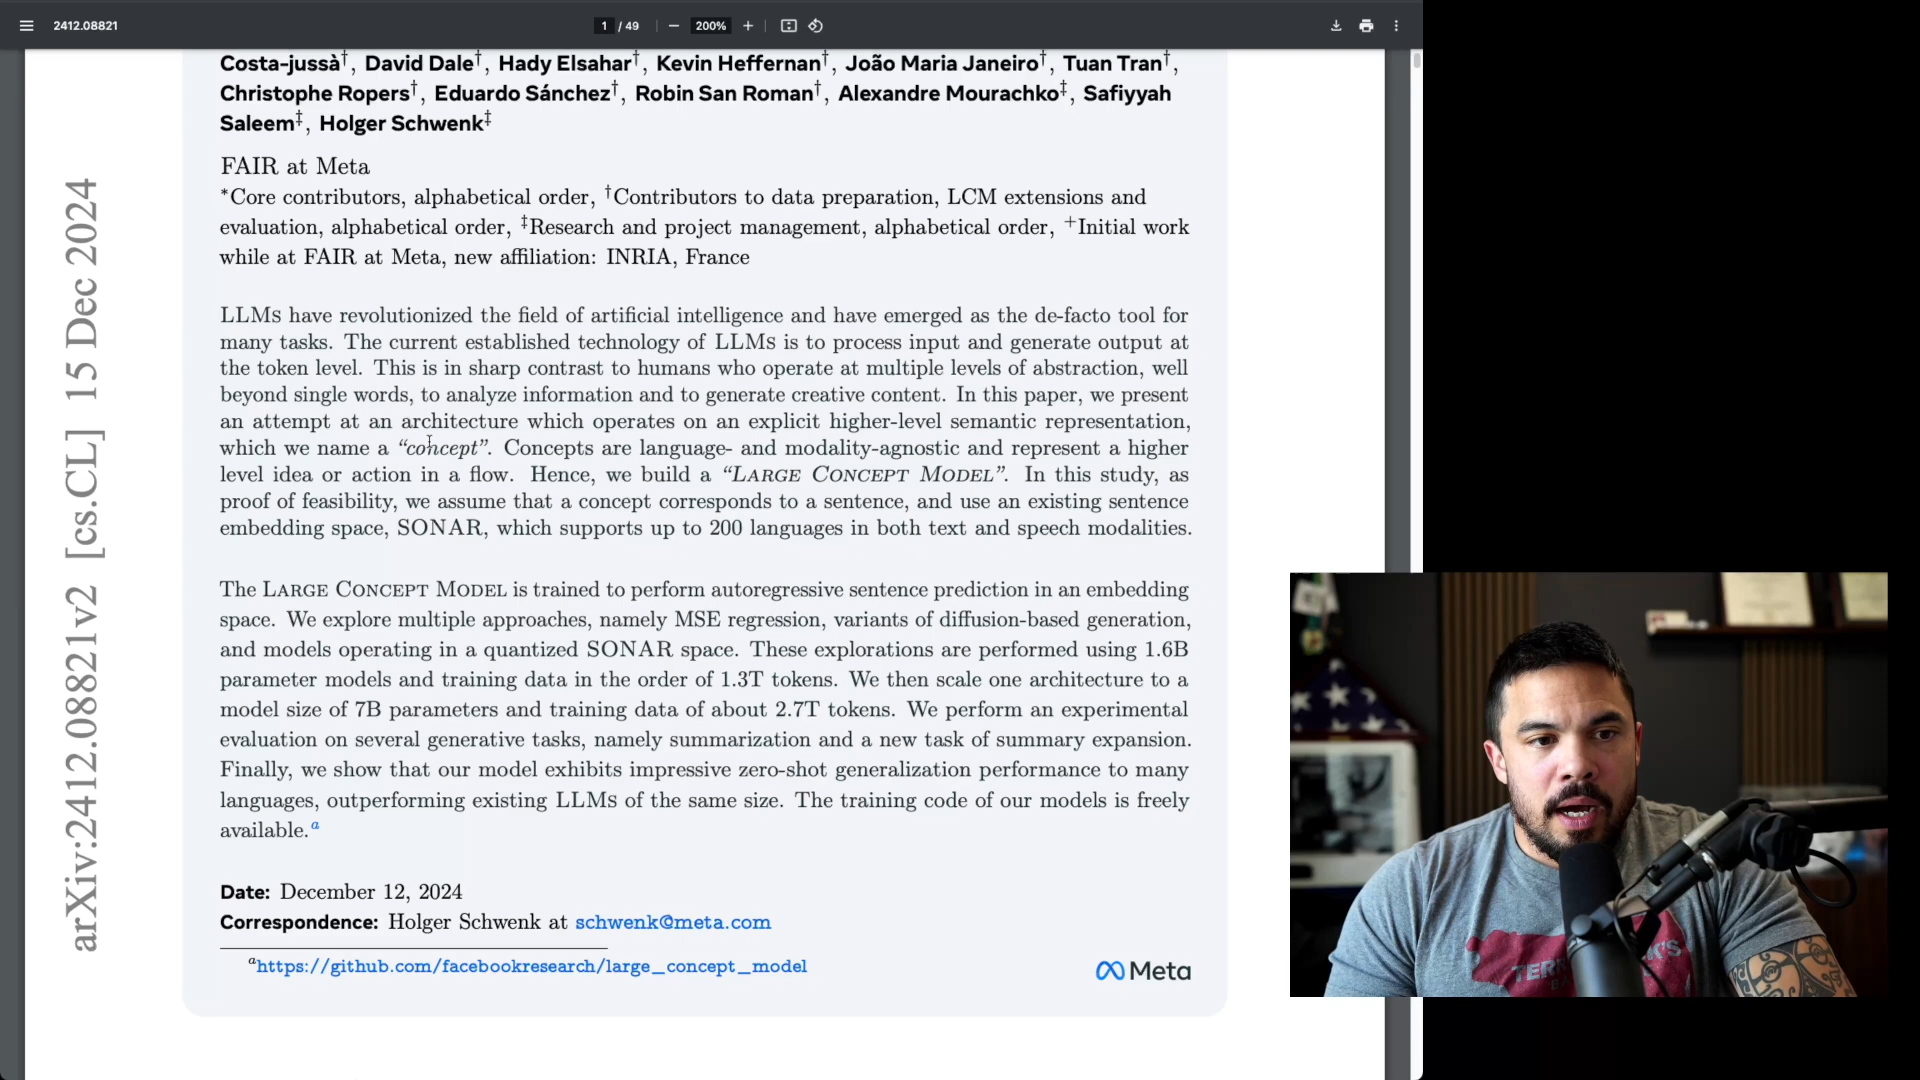 2412.08821
1 / 49
200%
Costa-jussà†, David Dale†, Hady Elsahar†, Kevin Heffernan†, João Maria Janeiro†, Tuan Tran†,
Christophe Ropers†, Eduardo Sánchez†, Robin San Roman†, Alexandre Mourachko‡, Safiyyah
Saleem‡, Holger Schwenk‡
FAIR at Meta
*Core contributors, alphabetical order, †Contributors to data preparation, LCM extensions and
evaluation, alphabetical order, ‡Research and project management, alphabetical order, +Initial work
while at FAIR at Meta, new affiliation: INRIA, France
LLMs have revolutionized the field of artificial intelligence and have emerged as the de-facto tool for
many tasks. The current established technology of LLMs is to process input and generate output at
the token level. This is in sharp contrast to humans who operate at multiple levels of abstraction, well
beyond single words, to analyze information and to generate creative content. In this paper, we present
an attempt at an architecture which operates on an explicit higher-level semantic representation,
which we name a “concept”. Concepts are language- and modality-agnostic and represent a higher
level idea or action in a flow. Hence, we build a “Large Concept Model”. In this study, as
proof of feasibility, we assume that a concept corresponds to a sentence, and use an existing sentence
embedding space, SONAR, which supports up to 200 languages in both text and speech modalities.
The Large Concept Model is trained to perform autoregressive sentence prediction in an embedding
space. We explore multiple approaches, namely MSE regression, variants of diffusion-based generation,
and models operating in a quantized SONAR space. These explorations are performed using 1.6B
parameter models and training data in the order of 1.3T tokens. We then scale one architecture to a
model size of 7B parameters and training data of about 2.7T tokens. We perform an experimental
evaluation on several generative tasks, namely summarization and a new task of summary expansion.
Finally, we show that our model exhibits impressive zero-shot generalization performance to many
languages, outperforming existing LLMs of the same size. The training code of our models is freely
available.a
Date: December 12, 2024
Correspondence: Holger Schwenk at schwenk@meta.com
ahttps://github.com/facebookresearch/large_concept_model
Meta
arXiv:2412.08821v2 [cs.CL] 15 Dec 2024